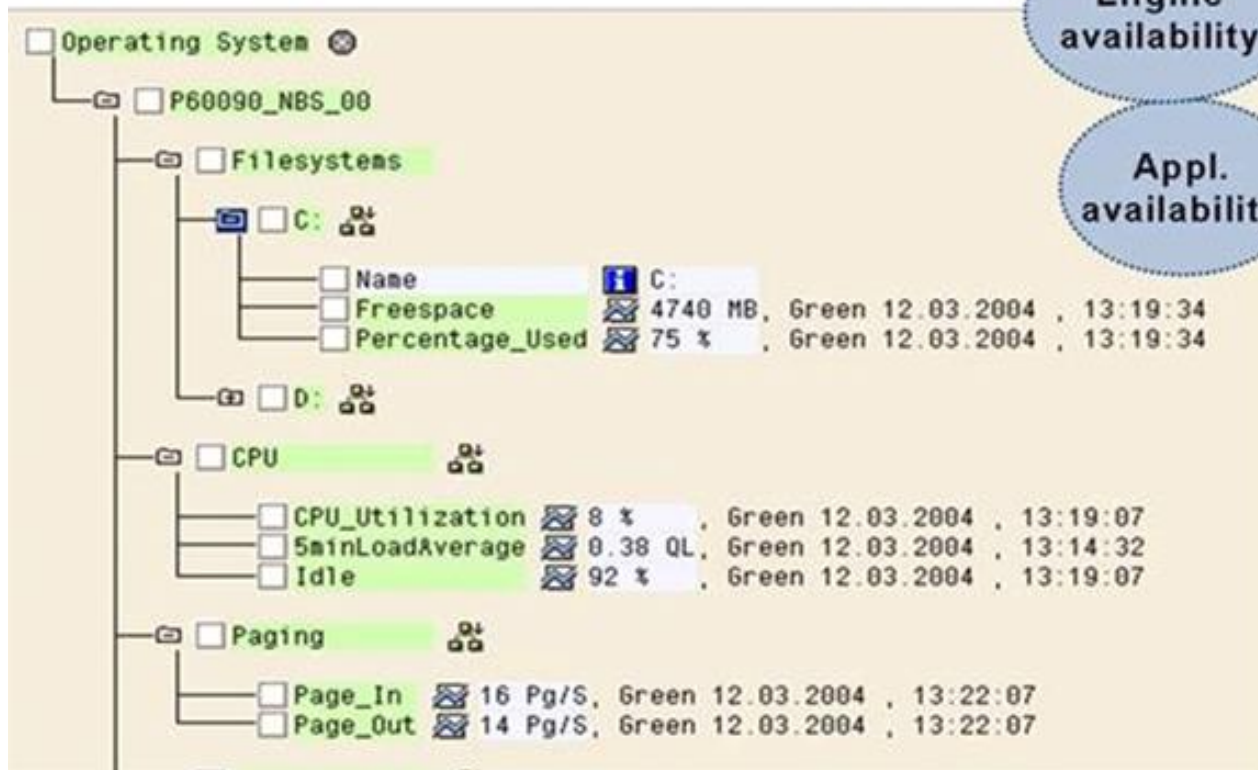 Engine
availability
Operating System
P60090_NBS_00
Filesystems
Appl.
availabilit
C:
Name C:
Freespace 4740 MB, Green 12.03.2004 , 13:19:34
Percentage_Used 75 % , Green 12.03.2004 , 13:19:34
D:
CPU
CPU_Utilization 8 % , Green 12.03.2004 , 13:19:07
5minLoadAverage 0.38 QL, Green 12.03.2004 , 13:14:32
Idle 92 % , Green 12.03.2004 , 13:19:07
Paging
Page_In 16 Pg/S, Green 12.03.2004 , 13:22:07
Page_Out 14 Pg/S, Green 12.03.2004 , 13:22:07